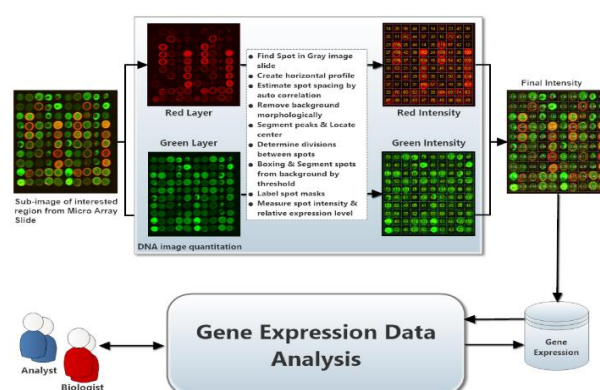 Sub-image of interested
region from Micro Array
Slide
Red Layer
Green Layer
DNA image quantitation
• Find Spot in Gray image
slide
• Create horizontal profile
• Estimate spot spacing by
auto correlation
• Remove background
morphologically
• Segment peaks & Locate
center
• Determine divisions
between spots
• Boxing & Segment spots
from background by
threshold
• Label spot masks
• Measure spot intensity &
relative expression level
Red Intensity
Green Intensity
Final Intensity
Gene
Expression
Gene Expression Data
Analysis
Analyst
Biologist